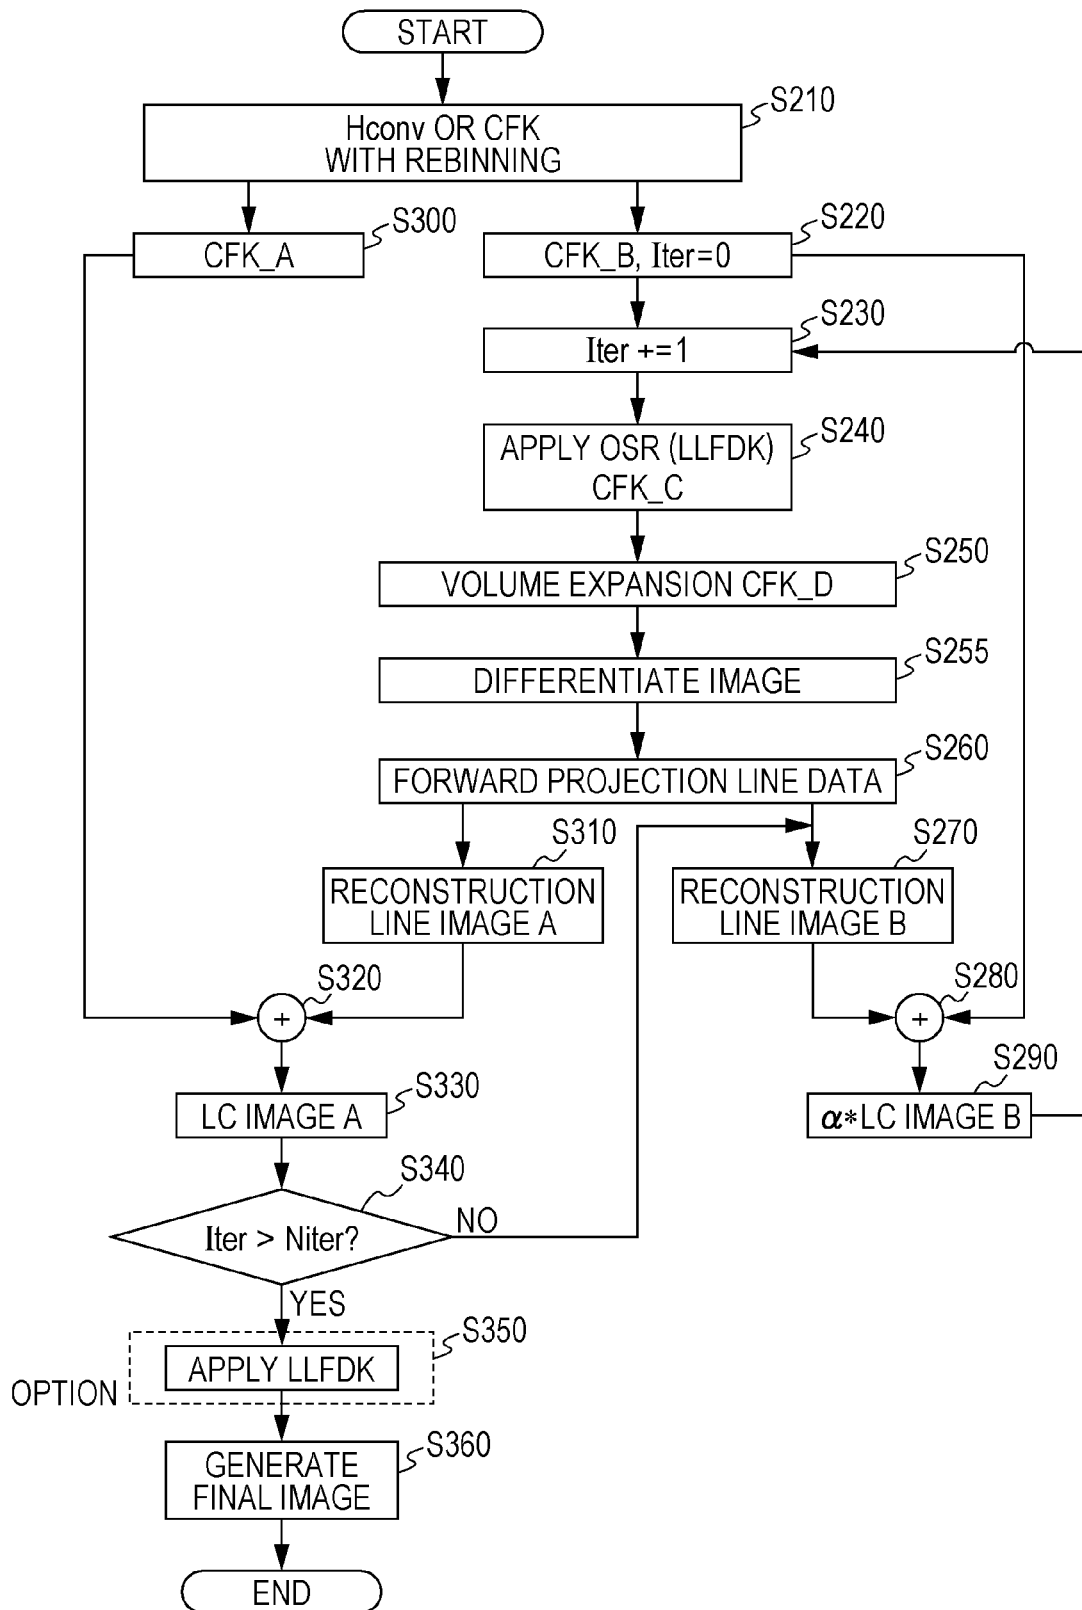 START
S210
Hconv OR CFK
WITH REBINNING
S300
CFK_A
S220
CFK_B, Iter=0
S230
Iter +=1
S240
APPLY OSR (LLFDK)
CFK_C
S250
VOLUME EXPANSION CFK_D
S255
DIFFERENTIATE IMAGE
S260
FORWARD PROJECTION LINE DATA
S310
RECONSTRUCTION
LINE IMAGE A
S270
RECONSTRUCTION
LINE IMAGE B
S320
+
S280
+
S330
LC IMAGE A
S290
α*LC IMAGE B
S340
Iter > Niter?
NO
YES
S350
APPLY LLFDK
OPTION
S360
GENERATE
FINAL IMAGE
END